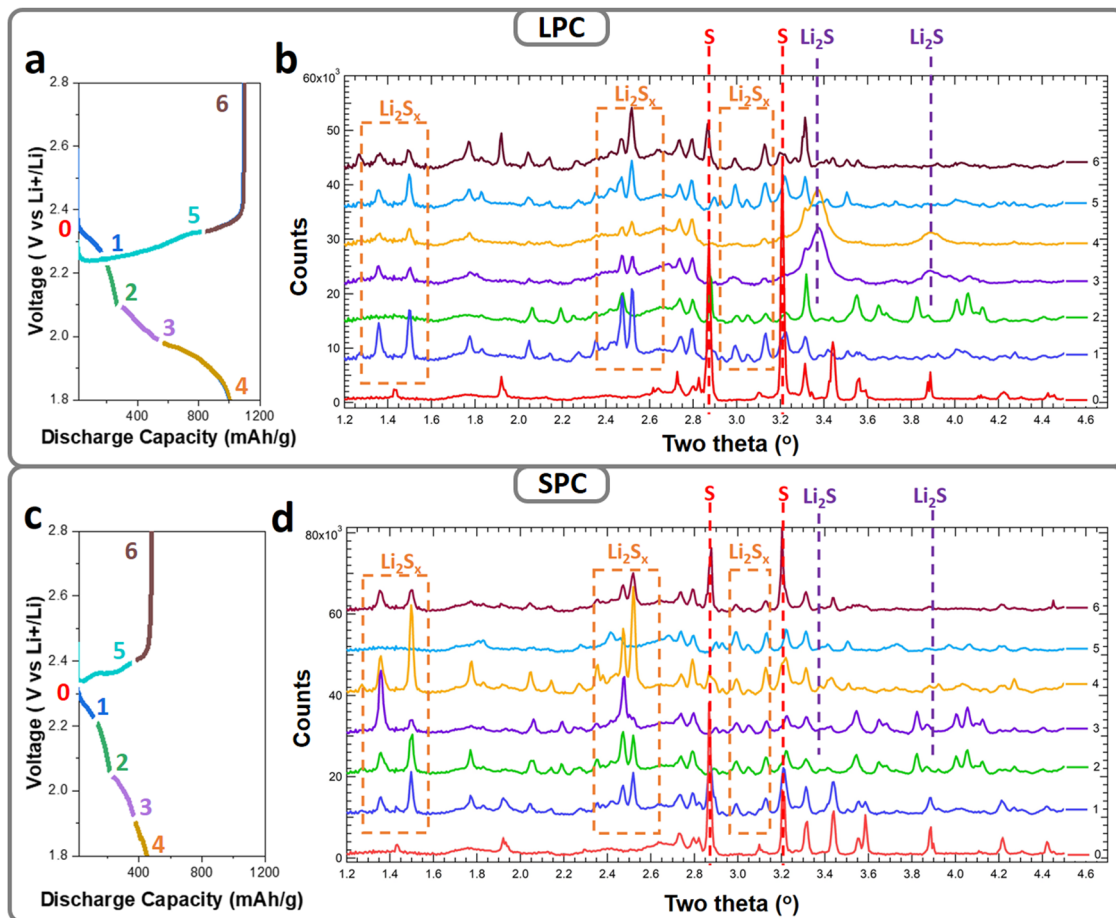 LPC
a
2.8
2.6
2.4
2.2
2.0
1.8
Voltage (V vs Li+/Li)
0
1
2
3
4
5
6
400 800 1200
Discharge Capacity (mAh/g)
b
S S Li₂S Li₂S
Li₂Sₓ Li₂Sₓ Li₂Sₓ
60x10³
50
40
30
20
10
0
Counts
6
5
4
3
2
1
0
1.2 1.4 1.6 1.8 2.0 2.2 2.4 2.6 2.8 3.0 3.2 3.4 3.6 3.8 4.0 4.2 4.4 4.6
Two theta (°)
SPC
c
2.8
2.6
2.4
2.2
2.0
1.8
Voltage (V vs Li+/Li)
0
1
2
3
4
5
6
400 800 1200
Discharge Capacity (mAh/g)
d
S S Li₂S Li₂S
Li₂Sₓ Li₂Sₓ Li₂Sₓ
80x10³
60
40
20
0
Counts
6
5
4
3
2
1
0
1.2 1.4 1.6 1.8 2.0 2.2 2.4 2.6 2.8 3.0 3.2 3.4 3.6 3.8 4.0 4.2 4.4 4.6
Two theta (°)